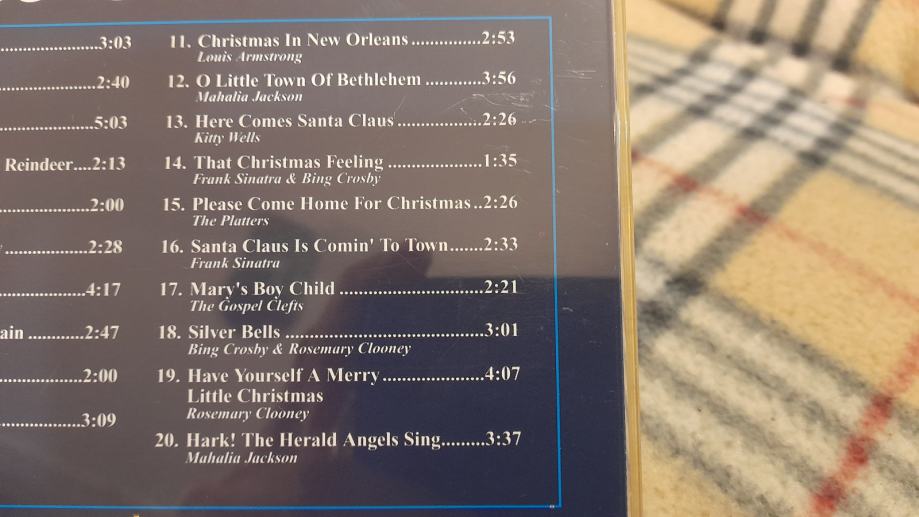 ...........................3:03
...........................2:40
...........................5:03
Reindeer....2:13
...........................2:00
...........................2:28
...........................4:17
ain ............2:47
...........................2:00
...........................3:09
11. Christmas In New Orleans ..............2:53
Louis Armstrong
12. O Little Town Of Bethlehem ............3:56
Mahalia Jackson
13. Here Comes Santa Claus.................2:26
Kitty Wells
14. That Christmas Feeling ...................1:35
Frank Sinatra & Bing Crosby
15. Please Come Home For Christmas..2:26
The Platters
16. Santa Claus Is Comin' To Town.......2:33
Frank Sinatra
17. Mary's Boy Child .............................2:21
The Gospel Clefts
18. Silver Bells ........................................3:01
Bing Crosby & Rosemary Clooney
19. Have Yourself A Merry.....................4:07
Little Christmas
Rosemary Clooney
20. Hark! The Herald Angels Sing.........3:37
Mahalia Jackson